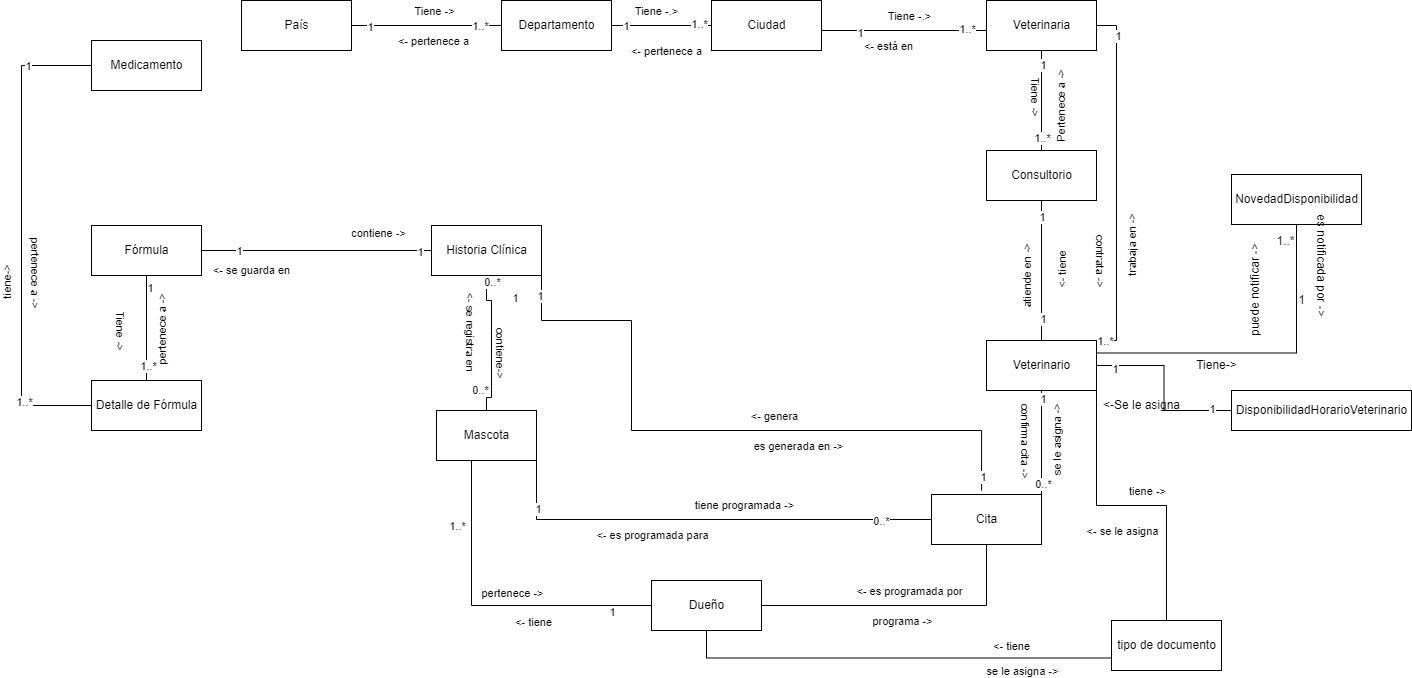 País
1
Tiene ->
1..*
<- pertenece a
Departamento
1
Tiene -.>
1..*
<- pertenece a
Ciudad
1
Tiene -.>
1..*
<- está en
Veterinaria
1
1
Tiene ->
Pertenece a ->
1..*
Medicamento
1
Consultorio
1
NovedadDisponibilidad
1..*
es notificada por ->
puede notificar ->
1
Fórmula
1
contiene ->
1
<- se guarda en
Historia Clínica
0..*
1
1
<- se registra en
contiene->
0..*
atiende en ->
<- tiene
contrata ->
trabaja en ->
1
1..*
tiene->
pertenece a ->
1..*
1
Tiene ->
<- pertenece a
1..*
Detalle de Fórmula
Veterinario
Tiene->
1
<-Se le asigna
1
DisponibilidadHorarioVeterinario
1
confirma cita ->
se le asigna ->
0..*
Mascota
<- genera
es generada en ->
1
tiene ->
<- se le asigna
1
tiene programada ->
0..*
<- es programada para
Cita
1..*
pertenece ->
1
<- tiene
Dueño
<- es programada por
programa ->
<- tiene
se le asigna ->
tipo de documento